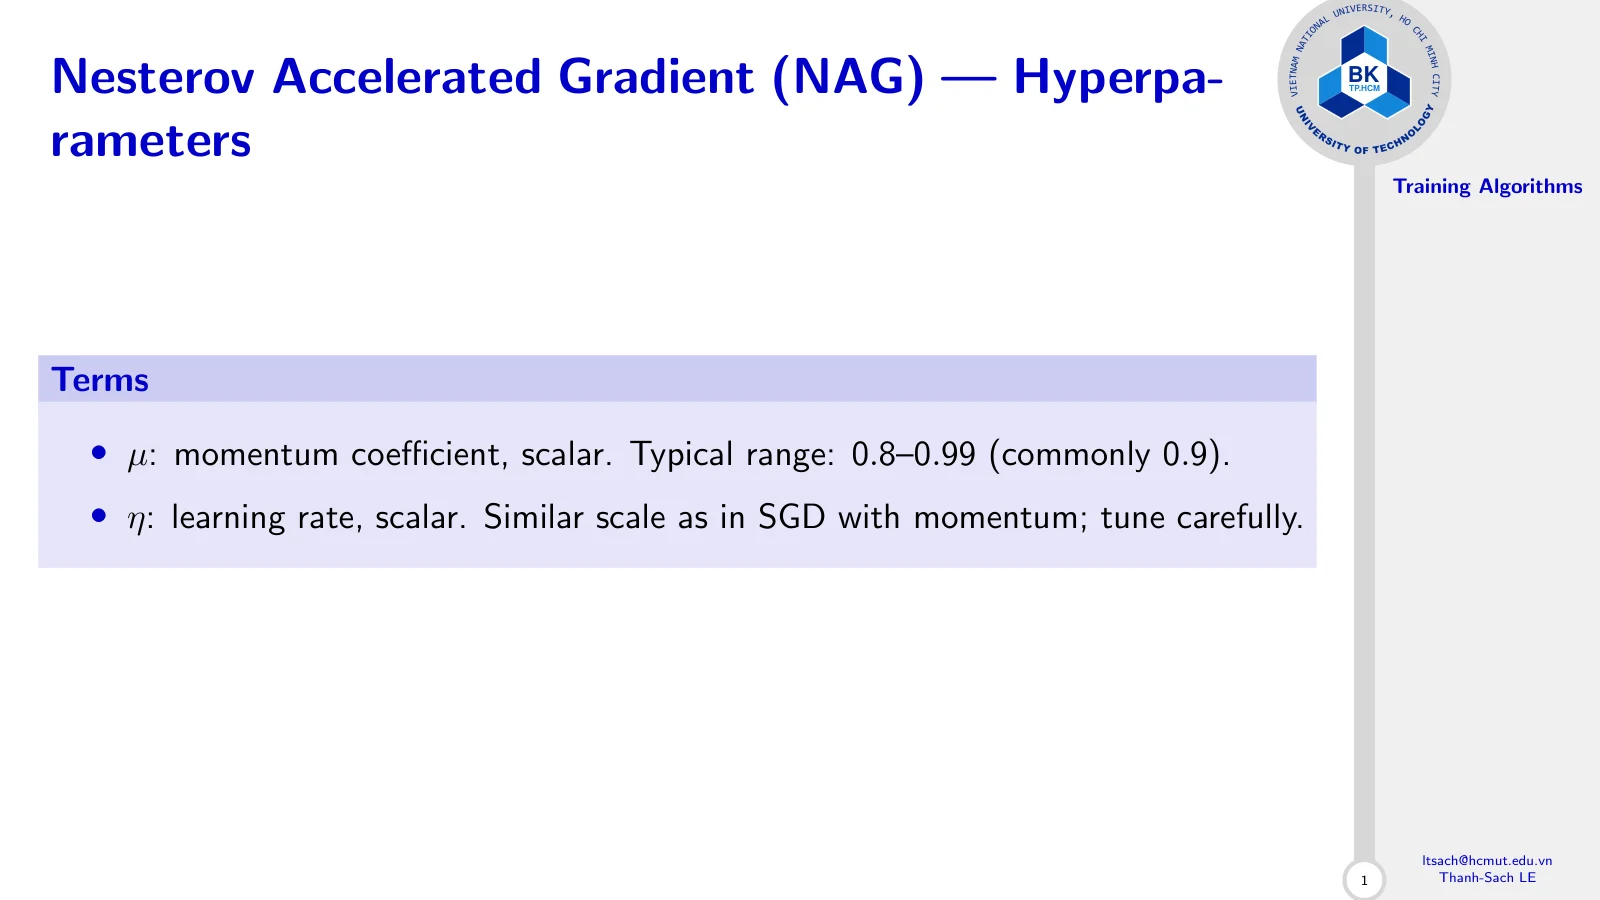 Nesterov Accelerated Gradient (NAG) — Hyperpa-
rameters
VIETNAM NATIONAL UNIVERSITY, HO CHI MINH CITY
BK
TP.HCM
UNIVERSITY OF TECHNOLOGY
Training Algorithms
Terms
• μ: momentum coefficient, scalar. Typical range: 0.8–0.99 (commonly 0.9).
• η: learning rate, scalar. Similar scale as in SGD with momentum; tune carefully.
ltsach@hcmut.edu.vn
Thanh-Sach LE
1